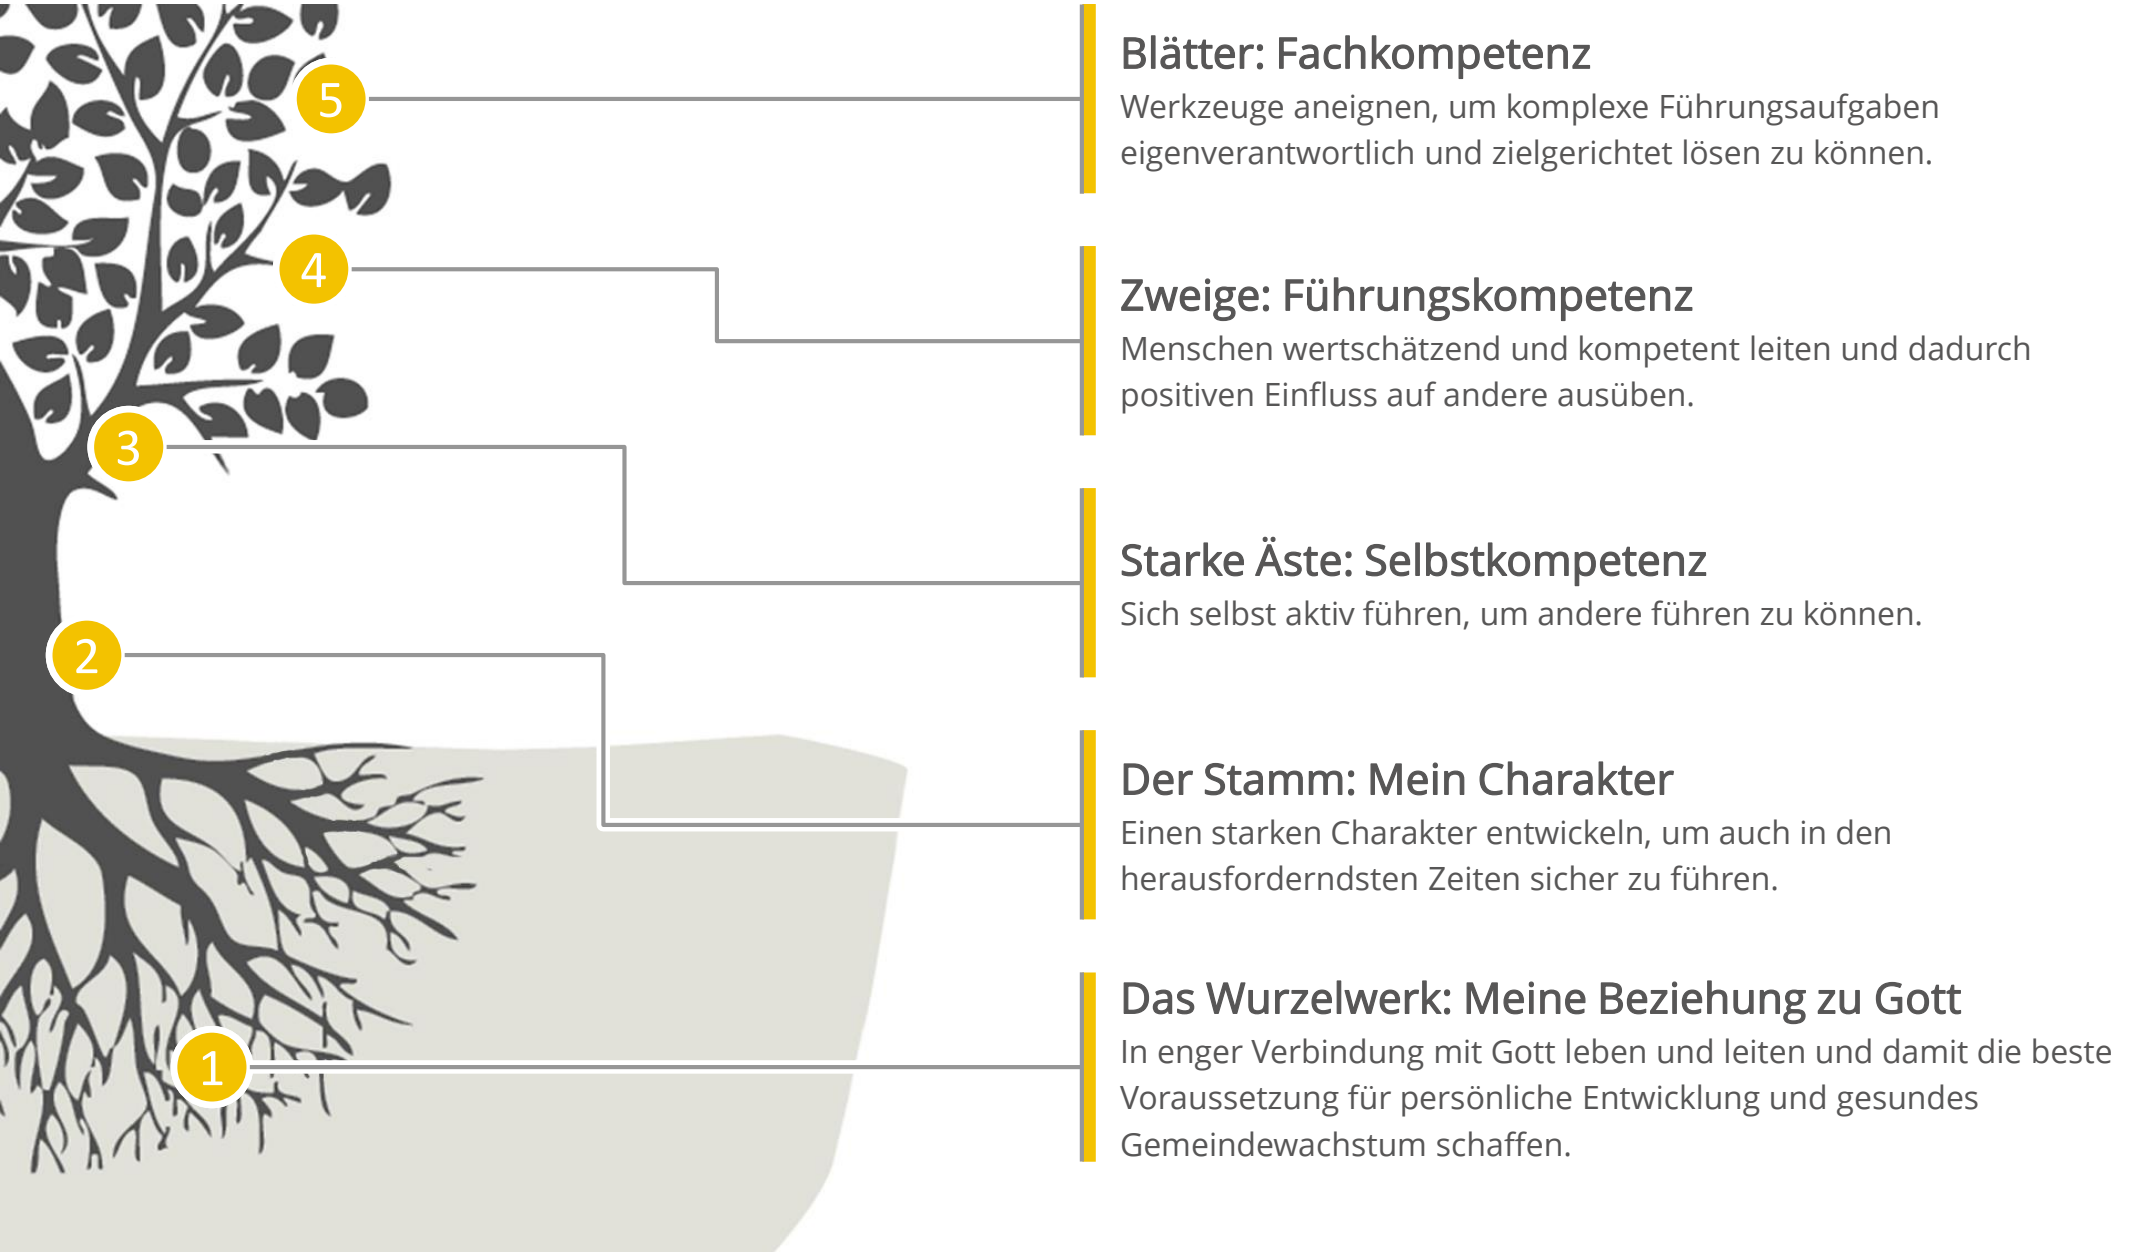 5
Blätter: Fachkompetenz
Werkzeuge aneignen, um komplexe Führungsaufgaben
eigenverantwortlich und zielgerichtet lösen zu können.
4
Zweige: Führungskompetenz
Menschen wertschätzend und kompetent leiten und dadurch
positiven Einfluss auf andere ausüben.
3
Starke Äste: Selbstkompetenz
Sich selbst aktiv führen, um andere führen zu können.
2
Der Stamm: Mein Charakter
Einen starken Charakter entwickeln, um auch in den
herausforderndsten Zeiten sicher zu führen.
1
Das Wurzelwerk: Meine Beziehung zu Gott
In enger Verbindung mit Gott leben und leiten und damit die beste
Voraussetzung für persönliche Entwicklung und gesundes
Gemeindewachstum schaffen.